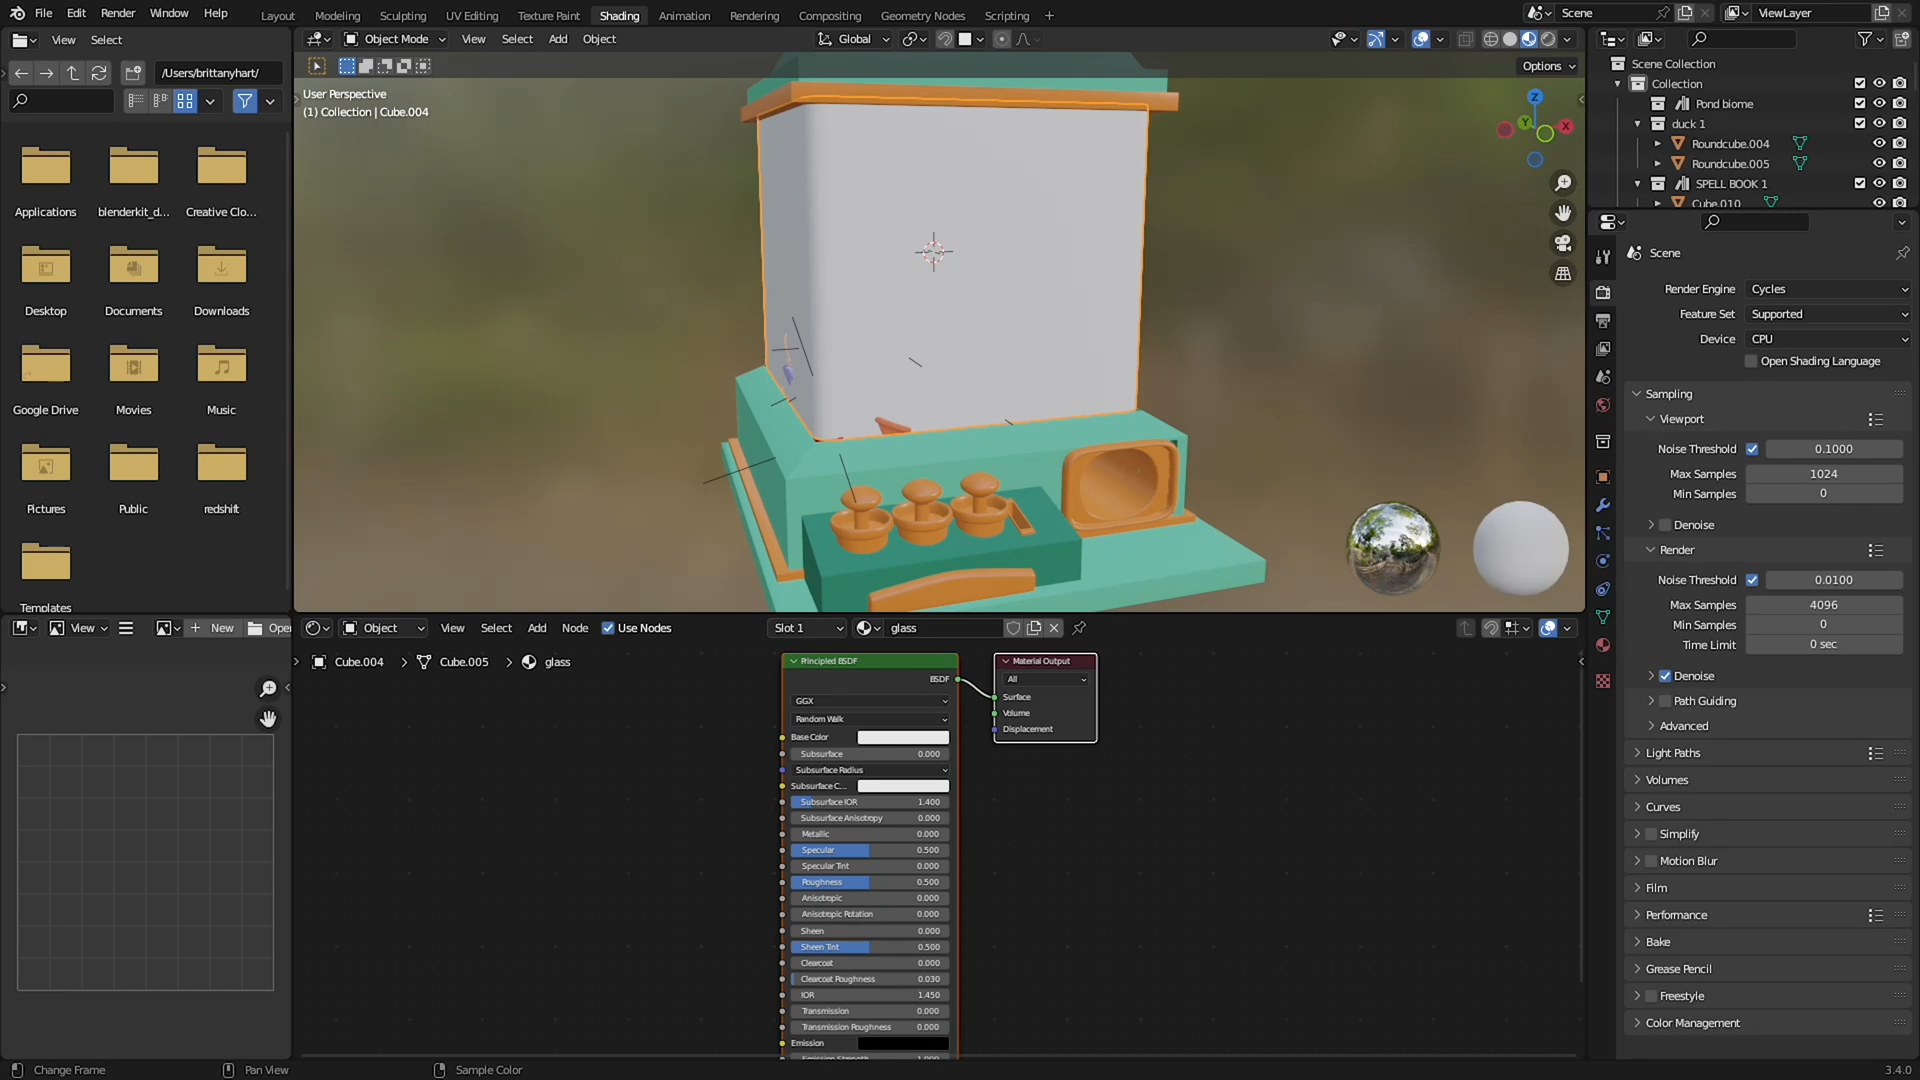 File Edit Render Window Help
Layout Modeling Sculpting UV Editing Texture Paint Shading Animation Rendering Compositing Geometry Nodes Scripting +
Scene
ViewLayer
View Select
Object Mode View Select Add Object
Global
/Users/brittanyhart/
Options
User Perspective
(1) Collection | Cube.004
Z
Y
X
Applications
blenderkit_d...
Creative Clo...
Desktop
Documents
Downloads
Google Drive
Movies
Music
Pictures
Public
redshift
Templates
Scene Collection
Collection
Pond biome
duck 1
Roundcube.004
Roundcube.005
SPELL BOOK 1
Cube.010
Scene
Render Engine Cycles
Feature Set Supported
Device CPU
Open Shading Language
Sampling
Viewport
Noise Threshold 0.1000
Max Samples 1024
Min Samples 0
Denoise
Render
Noise Threshold 0.0100
Max Samples 4096
Min Samples 0
Time Limit 0 sec
Denoise
Path Guiding
Advanced
Light Paths
Volumes
Curves
Simplify
Motion Blur
Film
Performance
Bake
Grease Pencil
Freestyle
Color Management
View
+ New
Open
Object View Select Add Node Use Nodes
Slot 1
glass
Cube.004 > Cube.005 > glass
Principled BSDF
BSDF
GGX
Random Walk
Base Color
Subsurface 0.000
Subsurface Radius
Subsurface C...
Subsurface IOR 1.400
Subsurface Anisotropy 0.000
Metallic 0.000
Specular 0.500
Specular Tint 0.000
Roughness 0.500
Anisotropic 0.000
Anisotropic Rotation 0.000
Sheen 0.000
Sheen Tint 0.500
Clearcoat 0.000
Clearcoat Roughness 0.030
IOR 1.450
Transmission 0.000
Transmission Roughness 0.000
Emission
Emission Strength 1.000
Material Output
All
Surface
Volume
Displacement
Change Frame
Pan View
Sample Color
3.4.0